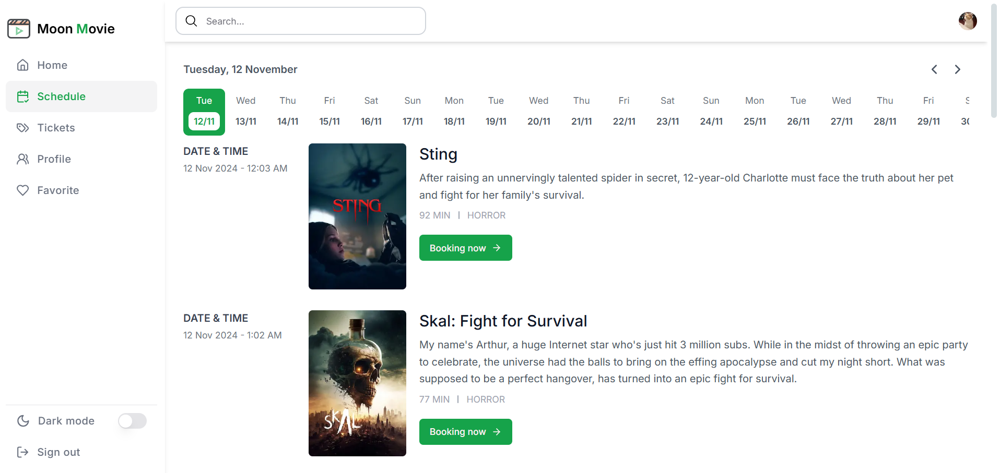 Moon Movie
Home
Schedule
Tickets
Profile
Favorite
Dark mode
Sign out
Search...
Tuesday, 12 November
Tue Wed Thu Fri Sat Sun Mon Tue Wed Thu Fri Sat Sun Mon Tue Wed Thu Fri S
12/11 13/11 14/11 15/11 16/11 17/11 18/11 19/11 20/11 21/11 22/11 23/11 24/11 25/11 26/11 27/11 28/11 29/11 30
DATE & TIME
12 Nov 2024 - 12:03 AM
STING
Sting
After raising an unnervingly talented spider in secret, 12-year-old Charlotte must face the truth about her pet
and fight for her family's survival.
92 MIN | HORROR
Booking now
DATE & TIME
12 Nov 2024 - 1:02 AM
SKAL
Skal: Fight for Survival
My name's Arthur, a huge Internet star who's just hit 3 million subs. While in the midst of throwing an epic party
to celebrate, the universe had the balls to bring on the effing apocalypse and cut my night short. What was
supposed to be a perfect hangover, has turned into an epic fight for survival.
77 MIN | HORROR
Booking now